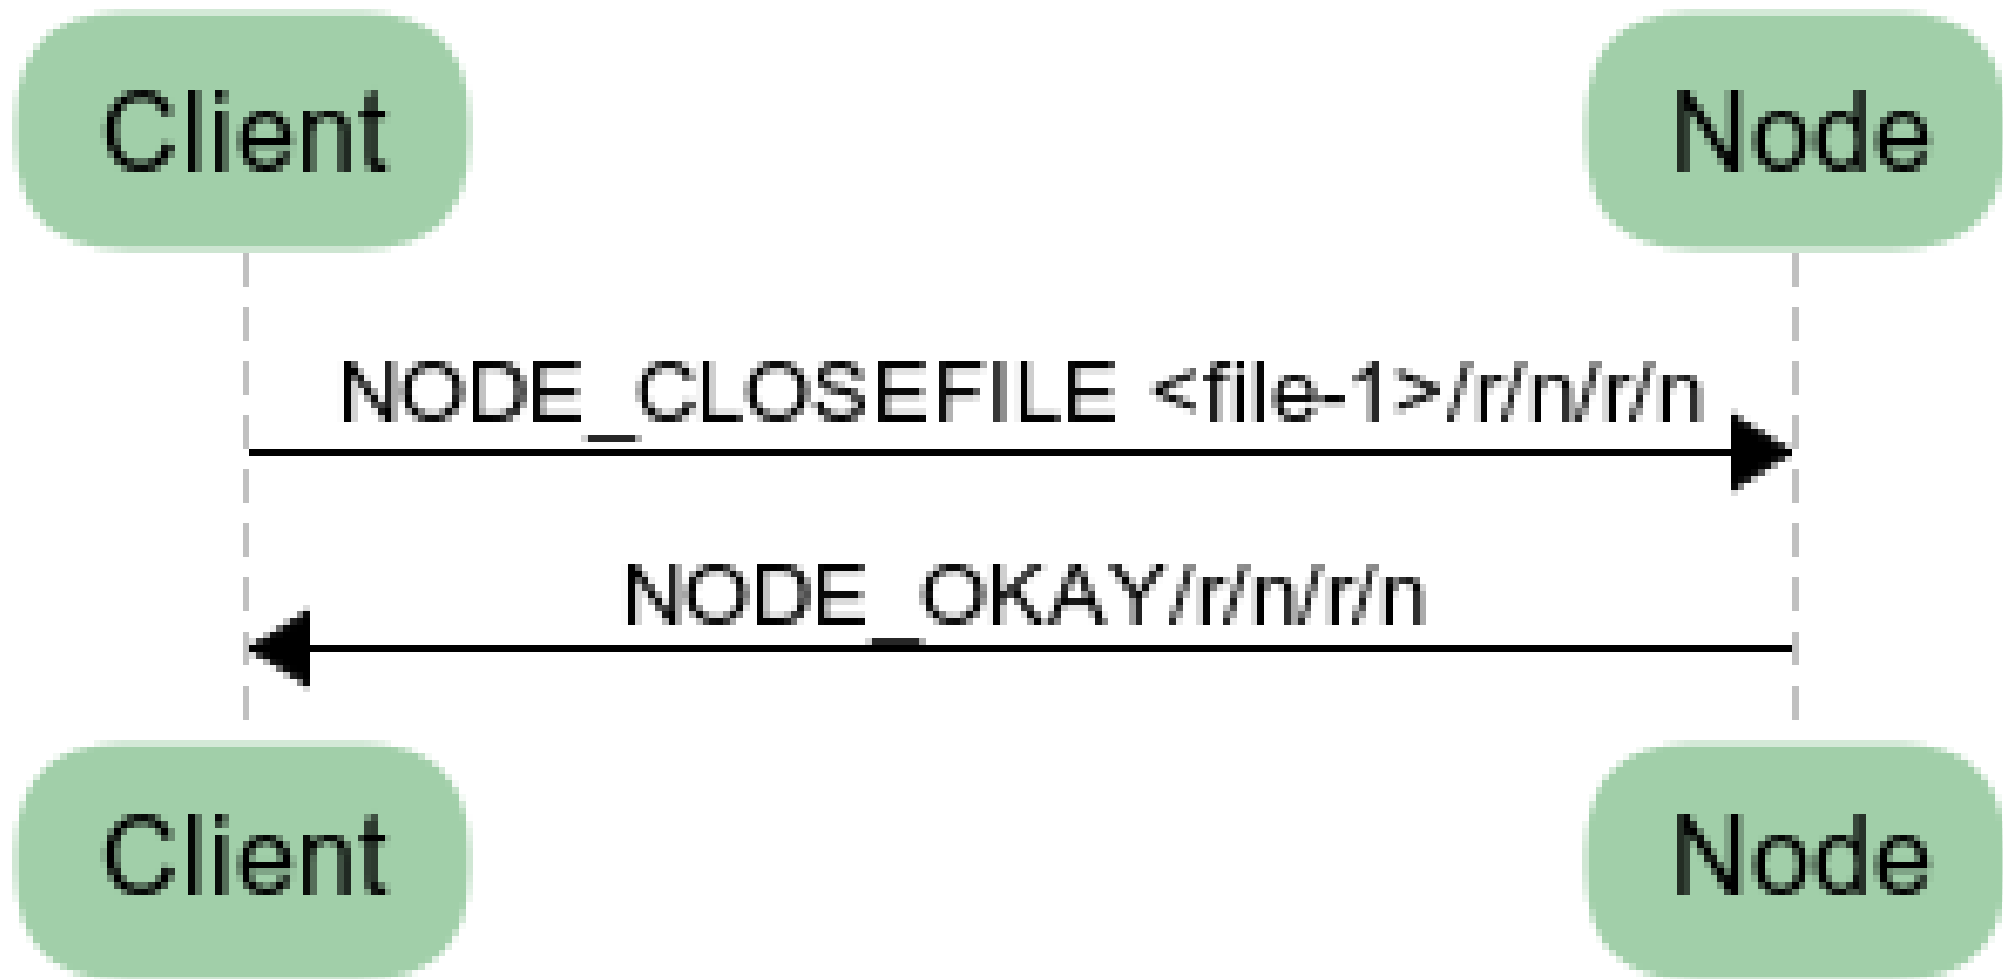 Client
Node
NODE_CLOSEFILE <file-1>/r/n/r/n
NODE_OKAY/r/n/r/n
Client
Node